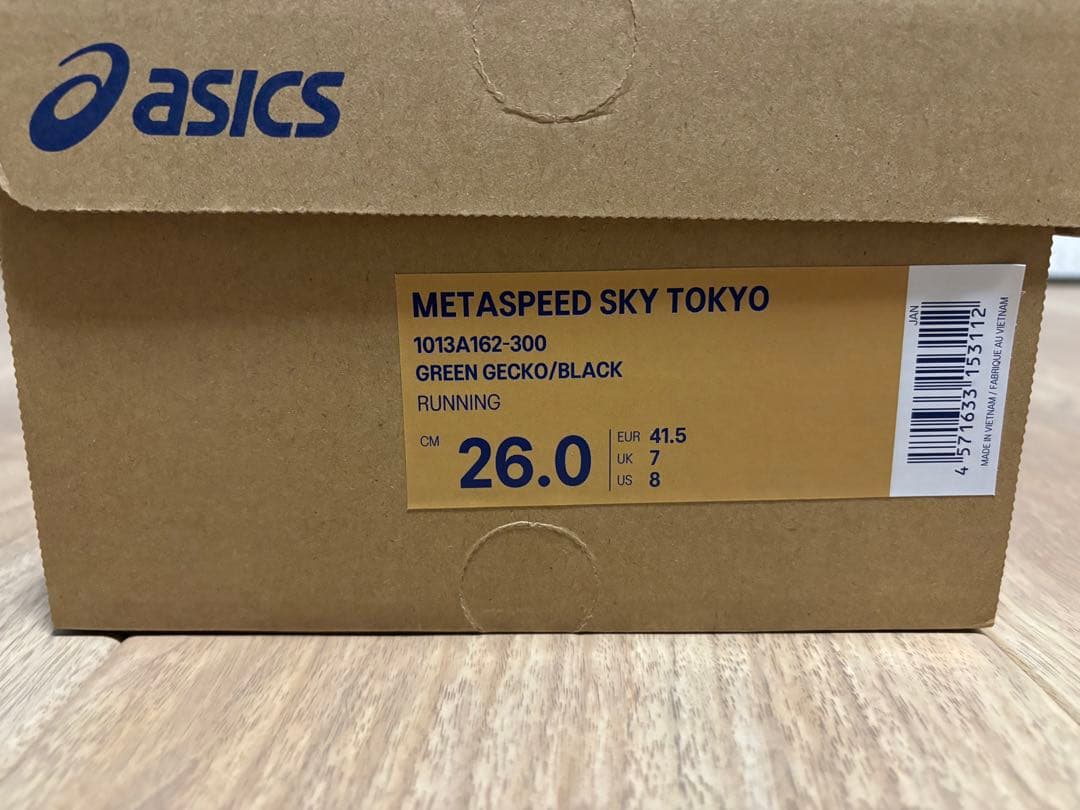 asics
METASPEED SKY TOKYO
1013A162-300
GREEN GECKO/BLACK
RUNNING
CM 26.0
EUR 41.5
UK 7
US 8
JAN
4 571633 153112
MADE IN VIETNAM / FABRIQUE AU VIETNAM